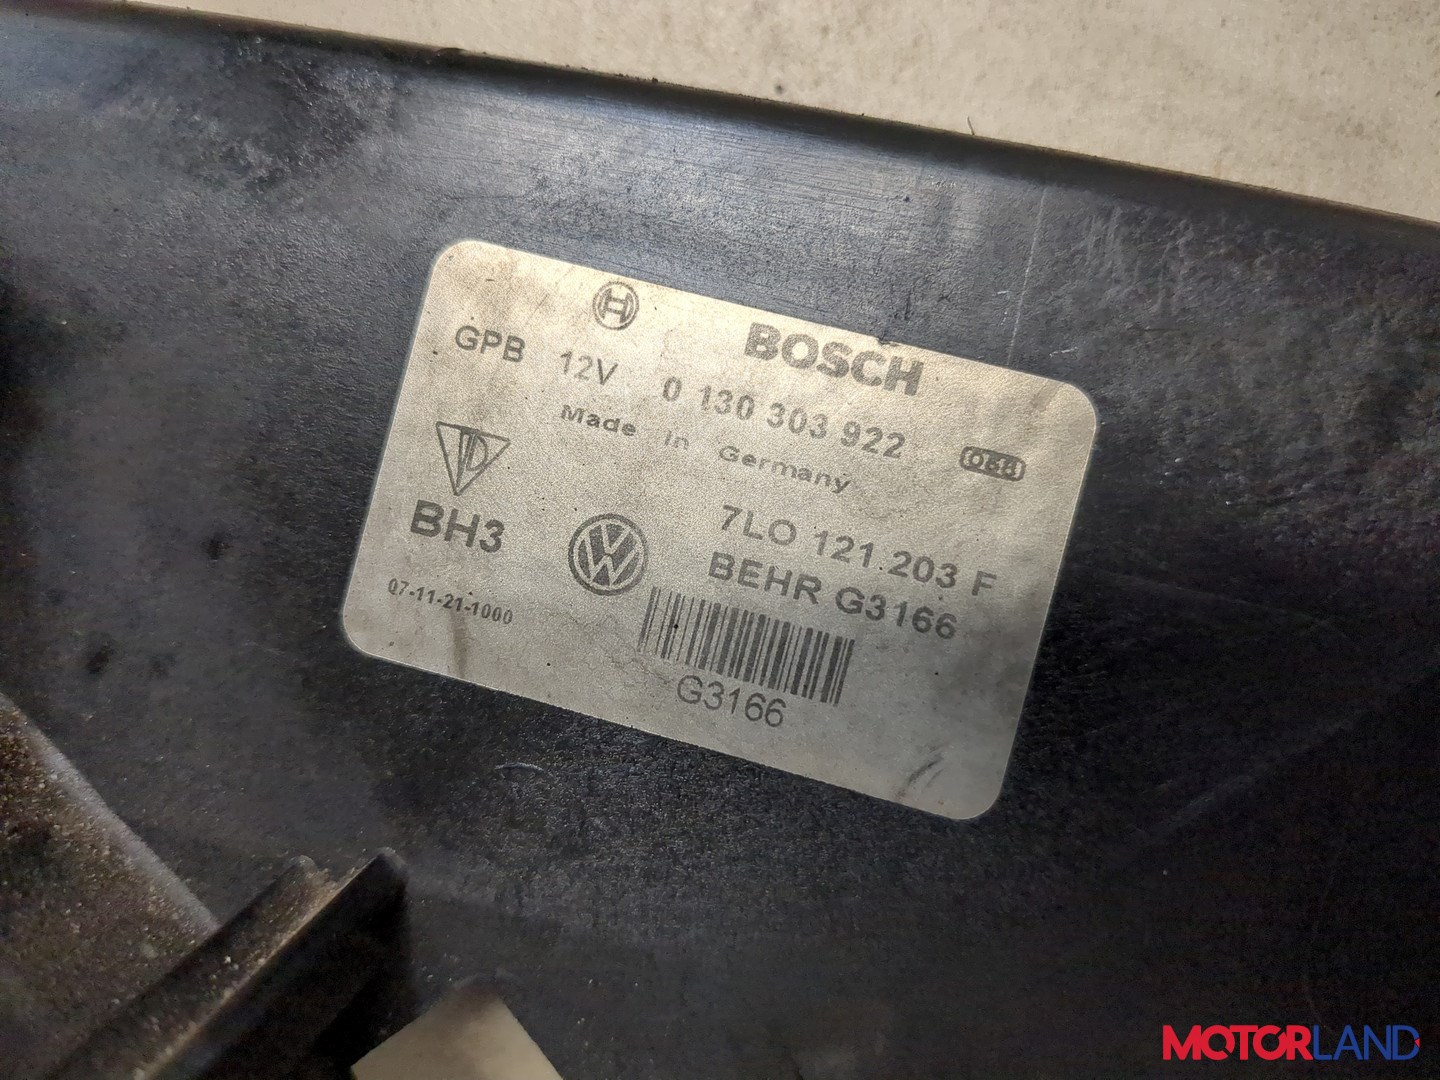 BOSCH
GPB 12V 0 130 303 922
Made in Germany
7LO 121.203 F
BH3
BEHR G3166
07-11-21-1000
G3166
MOTORLAND